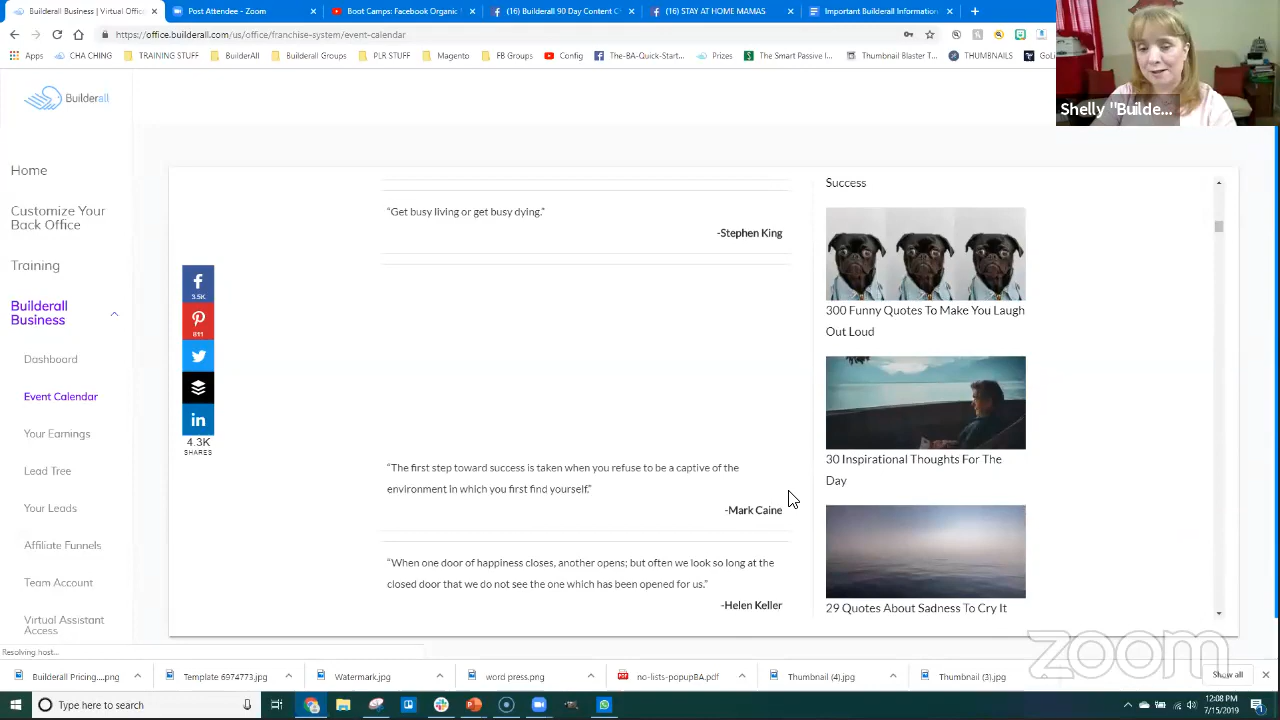 Builderall Business | Virtual Offic
Post Attendee - Zoom
Boot Camps: Facebook Organic
(16) Builderall 90 Day Content C
(16) STAY AT HOME MAMAS
Important Builderall Information
https://office.builderall.com/us/office/franchise-system/event-calendar
Apps
CHA CHING
TRAINING STUFF
BuilderAll
Builderall Groups
PLR STUFF
Magento
FB Groups
Config
The-BA-Quick-Start...
Prizes
The Smart Passive I...
Thumbnail Blaster T...
THUMBNAILS
GoL
Shelly "Builde...
Builderall
Home
Customize Your
Back Office
Training
Builderall
Business
Dashboard
Event Calendar
Your Earnings
Lead Tree
Your Leads
Affiliate Funnels
Team Account
Virtual Assistant
Access
3.5K
811
4.3K
SHARES
“Get busy living or get busy dying.”
-Stephen King
“The first step toward success is taken when you refuse to be a captive of the
environment in which you first find yourself.”
-Mark Caine
“When one door of happiness closes, another opens; but often we look so long at the
closed door that we do not see the one which has been opened for us.”
-Helen Keller
Success
300 Funny Quotes To Make You Laugh
Out Loud
30 Inspirational Thoughts For The
Day
29 Quotes About Sadness To Cry It
zoom
Resolving host...
Builderall Pricing....png
Template 6974773.jpg
Watermark.jpg
word press.png
no-lists-popupBA.pdf
Thumbnail (4).jpg
Thumbnail (3).jpg
Show all
Type here to search
12:08 PM
7/15/2019